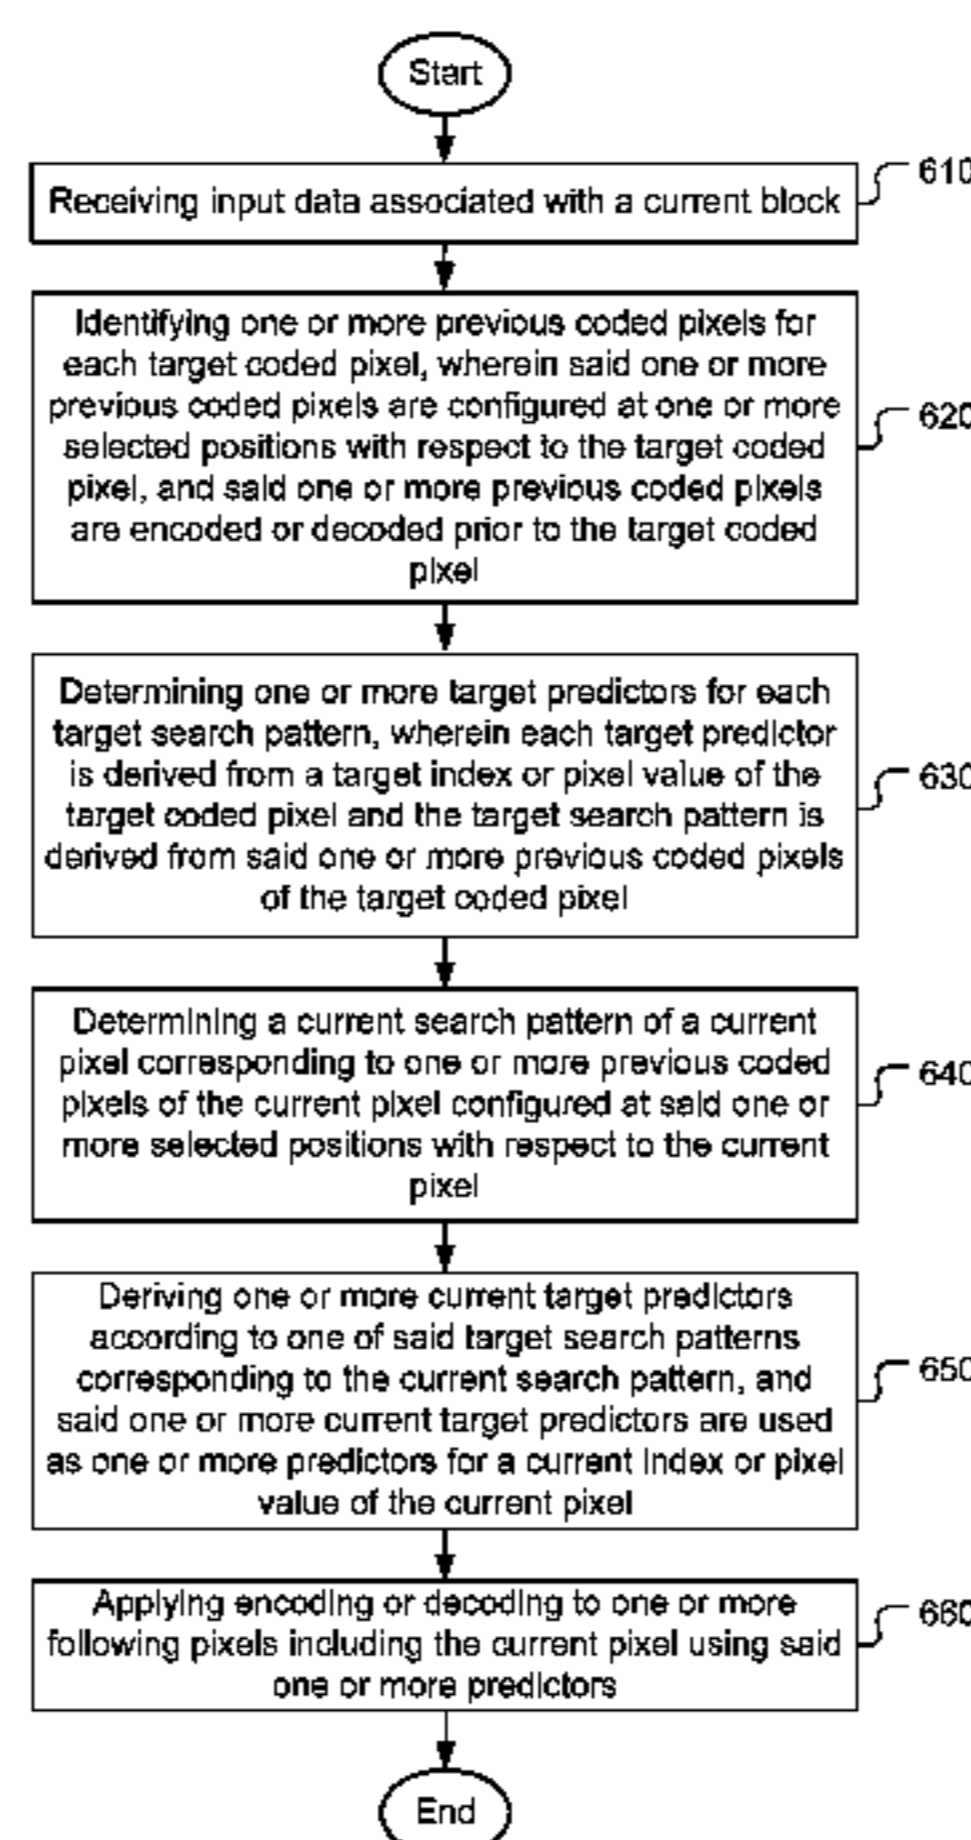 Start
Receiving input data associated with a current block
610
Identifying one or more previous coded pixels for
each target coded pixel, wherein said one or more
previous coded pixels are configured at one or more
selected positions with respect to the target coded
pixel, and said one or more previous coded pixels
are encoded or decoded prior to the target coded
pixel
620
Determining one or more target predictors for each
target search pattern, wherein each target predictor
is derived from a target index or pixel value of the
target coded pixel and the target search pattern is
derived from said one or more previous coded pixels
of the target coded pixel
630
Determining a current search pattern of a current
pixel corresponding to one or more previous coded
pixels of the current pixel configured at said one or
more selected positions with respect to the current
pixel
640
Deriving one or more current target predictors
according to one of said target search patterns
corresponding to the current search pattern, and
said one or more current target predictors are used
as one or more predictors for a current index or pixel
value of the current pixel
650
Applying encoding or decoding to one or more
following pixels including the current pixel using said
one or more predictors
660
End